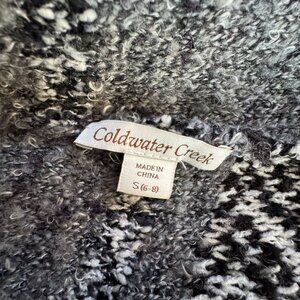 Coldwater Creek
MADE IN
CHINA
S (6-8)